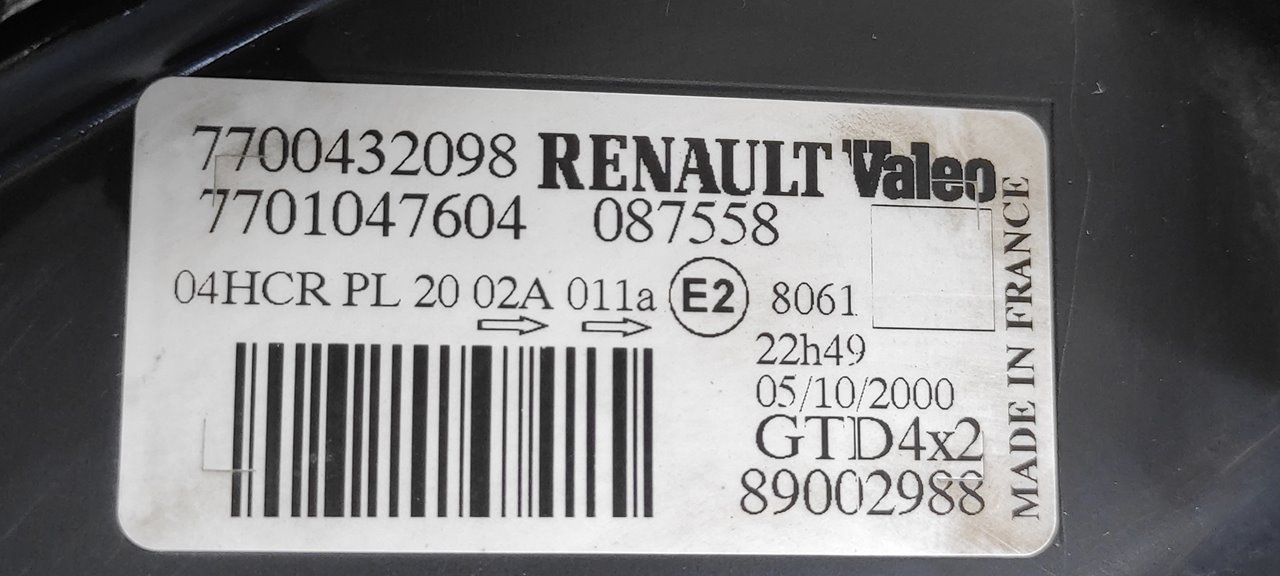 7700432098 RENAULT Valeo
7701047604 087558
04HCR PL 20 02A 011a E2 8061
22h49
05/10/2000
GTD4x2
89002988
MADE IN FRANCE